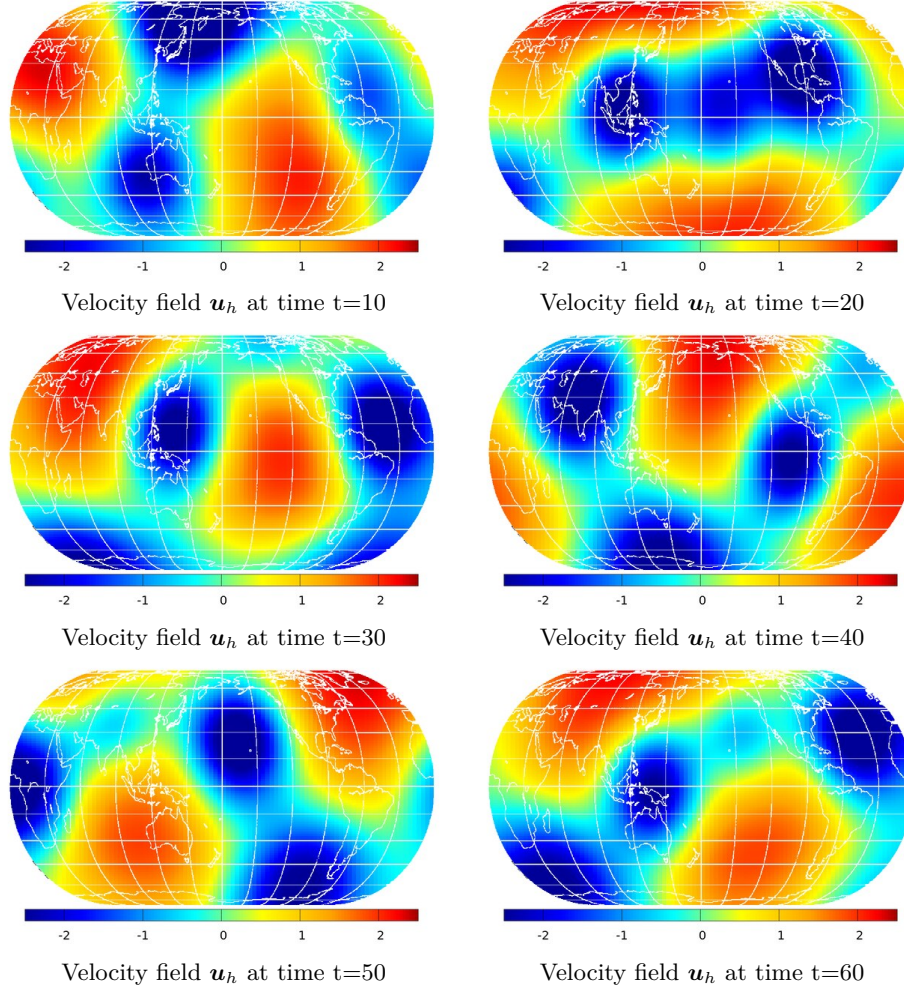 -2 -1 0 1 2 -2 -1 0 1 2
Velocity field u_h at time t=10 Velocity field u_h at time t=20
-2 -1 0 1 2 -2 -1 0 1 2
Velocity field u_h at time t=30 Velocity field u_h at time t=40
-2 -1 0 1 2 -2 -1 0 1 2
Velocity field u_h at time t=50 Velocity field u_h at time t=60